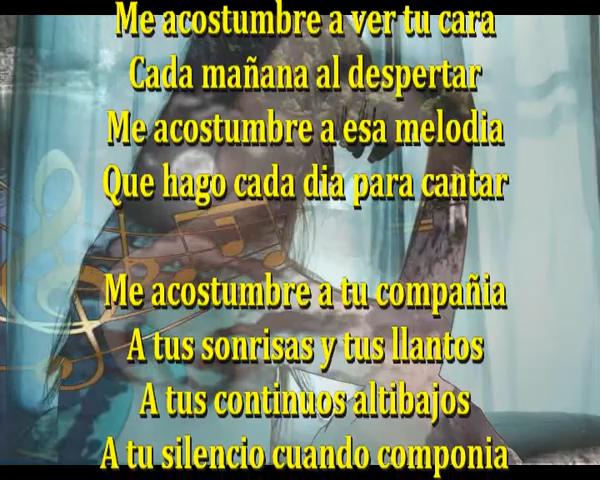 Me acostumbre a ver tu cara
Cada mañana al despertar
Me acostumbre a esa melodia
Que hago cada dia para cantar
Me acostumbre a tu compañia
A tus sonrisas y tus llantos
A tus continuos altibajos
A tu silencio cuando componia